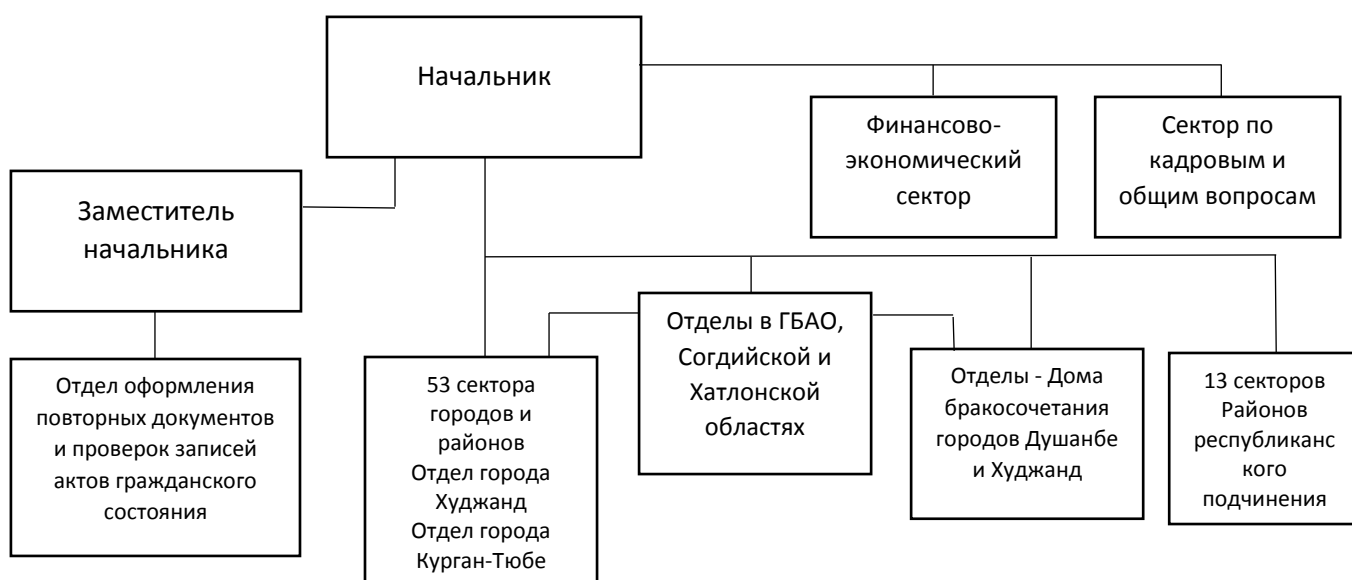 Начальник
Финансово-
экономический
сектор
Сектор по
кадровым и
общим вопросам
Заместитель
начальника
Отделы в ГБАО,
Согдийской и
Хатлонской
областях
Отдел оформления
повторных документов
и проверок записей
актов гражданского
состояния
53 сектора
городов и
районов
Отдел города
Худжанд
Отдел города
Курган-Тюбе
Отделы - Дома
бракосочетания
городов Душанбе
и Худжанд
13 секторов
Районов
республиканс
кого
подчинения